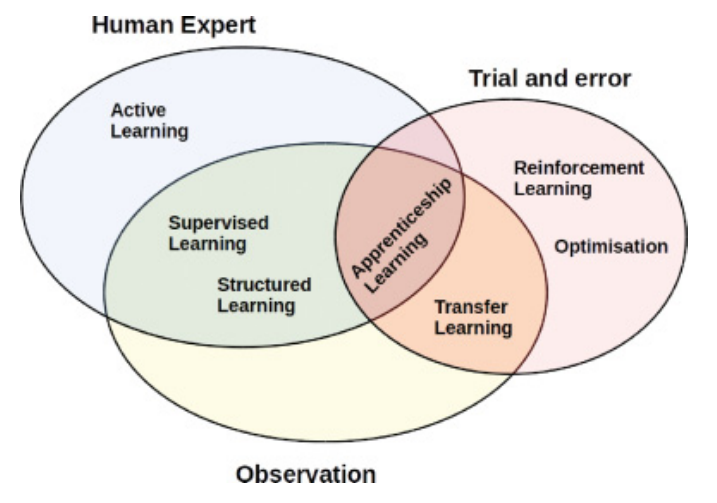 Human Expert
Trial and error
Active
Learning
Reinforcement
Learning
Supervised
Learning
Apprenticeship
Learning
Optimisation
Structured
Learning
Transfer
Learning
Observation